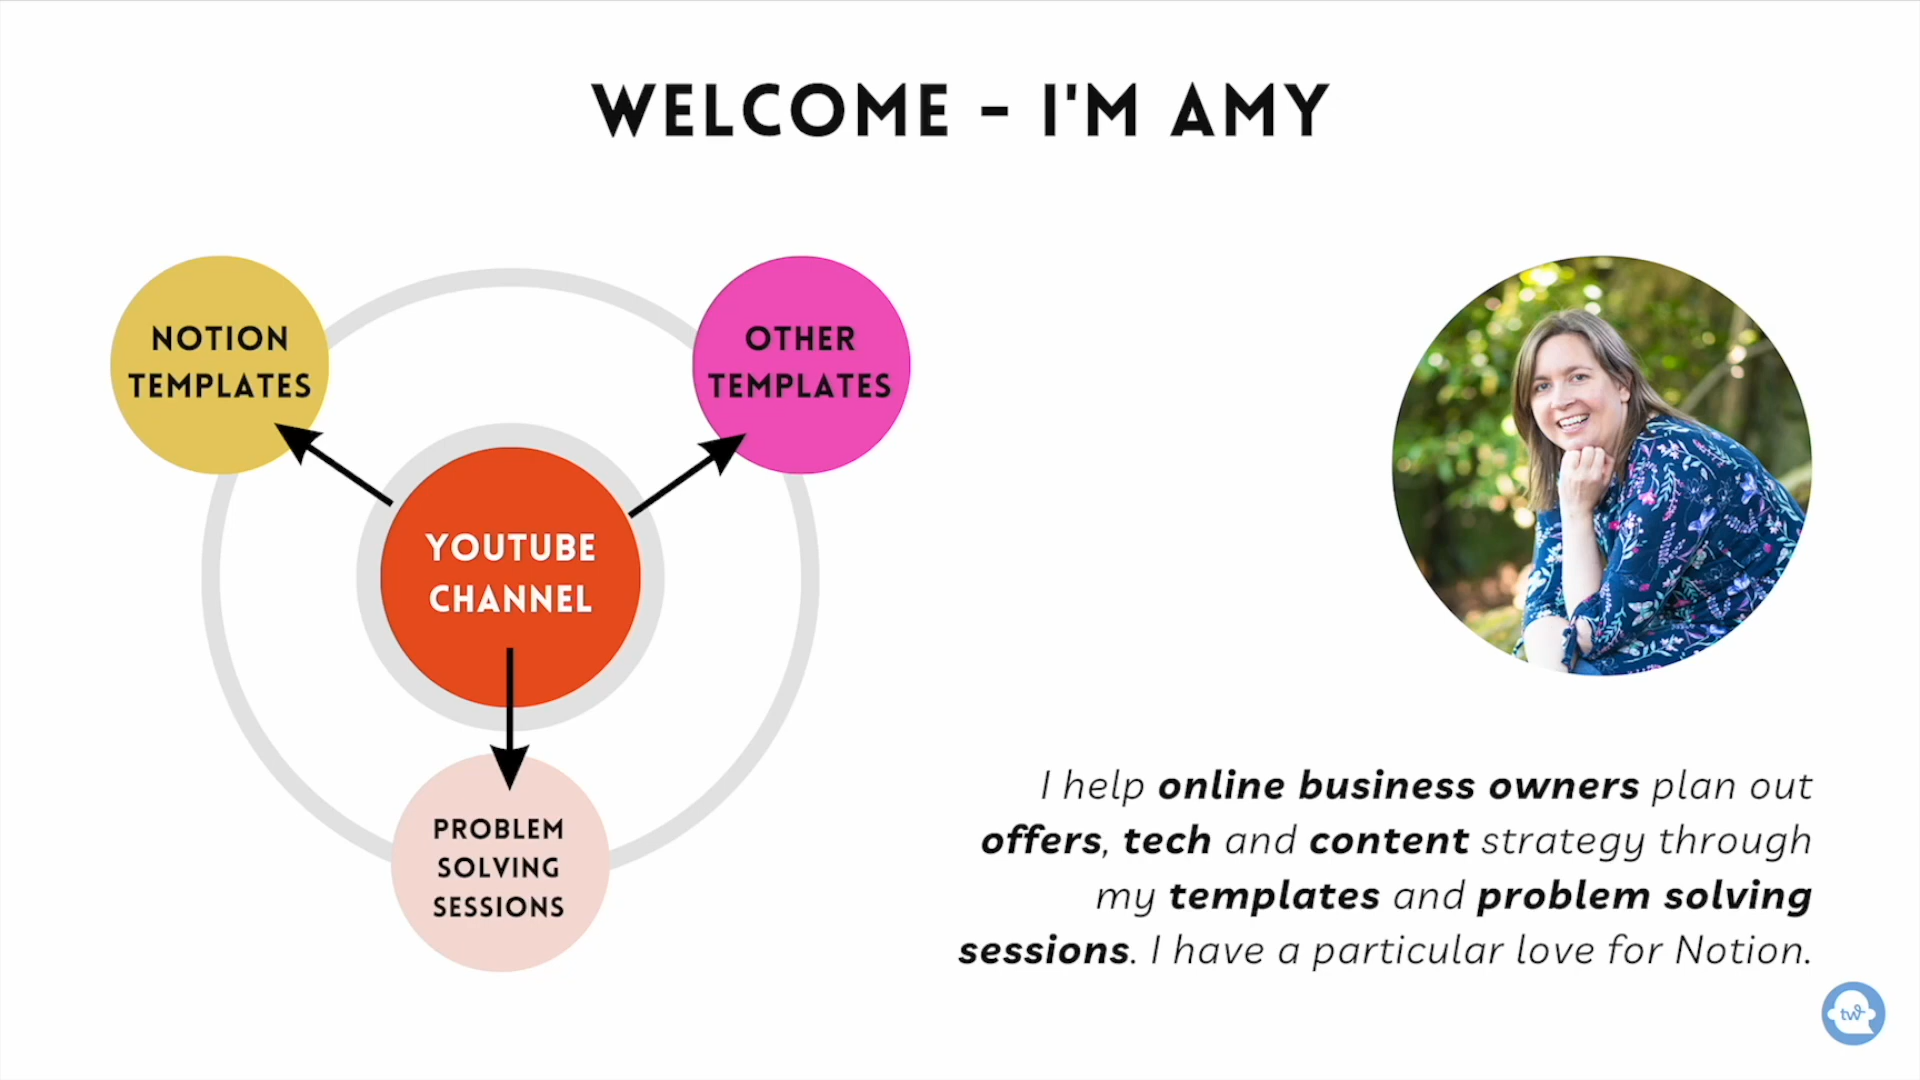 WELCOME - I'M AMY
NOTION
TEMPLATES
OTHER
TEMPLATES
YOUTUBE
CHANNEL
PROBLEM
SOLVING
SESSIONS
I help online business owners plan out
offers, tech and content strategy through
my templates and problem solving
sessions. I have a particular love for Notion.
tw